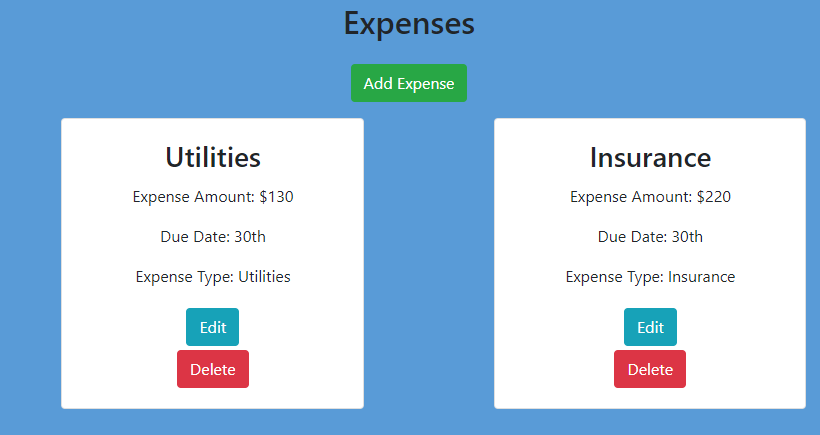 Expenses
Add Expense
Utilities
Expense Amount: $130
Due Date: 30th
Expense Type: Utilities
Edit
Delete
Insurance
Expense Amount: $220
Due Date: 30th
Expense Type: Insurance
Edit
Delete